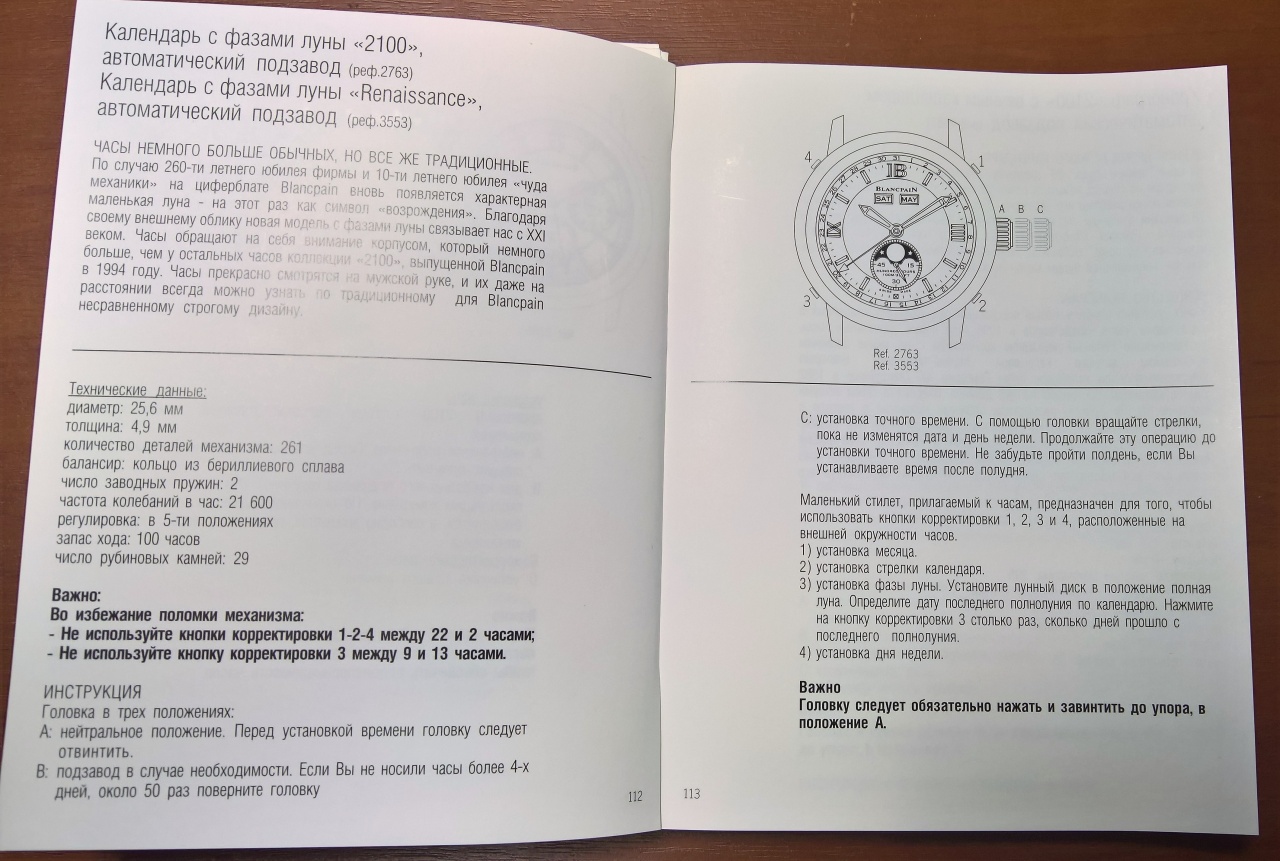 Календарь с фазами луны «2100»,
автоматический подзавод (реф.2763)
Календарь с фазами луны «Renaissance»,
автоматический подзавод (реф.3553)
ЧАСЫ НЕМНОГО БОЛЬШЕ ОБЫЧНЫХ, НО ВСЕ ЖЕ ТРАДИЦИОННЫЕ.
По случаю 260-ти летнего юбилея фирмы и 10-ти летнего юбилея «чуда
механики» на циферблате Blancpain вновь появляется характерная
маленькая луна - на этот раз как символ «возрождения». Благодаря
своему внешнему облику новая модель с фазами луны связывает нас с XXI
веком. Часы обращают на себя внимание корпусом, который немного
больше, чем у остальных часов коллекции «2100», выпущенной Blancpain
в 1994 году. Часы прекрасно смотрятся на мужской руке, и их даже на
расстоянии всегда можно узнать по традиционному для Blancpain
несравненному строгому дизайну.
Технические данные:
диаметр: 25,6 мм
толщина: 4,9 мм
количество деталей механизма: 261
балансир: кольцо из бериллиевого сплава
число заводных пружин: 2
частота колебаний в час: 21 600
регулировка: в 5-ти положениях
запас хода: 100 часов
число рубиновых камней: 29
Важно:
Во избежание поломки механизма:
- Не используйте кнопки корректировки 1-2-4 между 22 и 2 часами;
- Не используйте кнопку корректировки 3 между 9 и 13 часами.
ИНСТРУКЦИЯ
Головка в трех положениях:
А: нейтральное положение. Перед установкой времени головку следует
отвинтить.
В: подзавод в случае необходимости. Если Вы не носили часы более 4-х
дней, около 50 раз поверните головку
112
4
1
BLANCPAIN
SAT MAY
A B C
45 15
30
3
2
Ref. 2763
Ref. 3553
С: установка точного времени. С помощью головки вращайте стрелки,
пока не изменятся дата и день недели. Продолжайте эту операцию до
установки точного времени. Не забудьте пройти полдень, если Вы
устанавливаете время после полудня.
Маленький стилет, прилагаемый к часам, предназначен для того, чтобы
использовать кнопки корректировки 1, 2, 3 и 4, расположенные на
внешней окружности часов.
1) установка месяца.
2) установка стрелки календаря.
3) установка фазы луны. Установите лунный диск в положение полная
луна. Определите дату последнего полнолуния по календарю. Нажмите
на кнопку корректировки 3 столько раз, сколько дней прошло с
последнего полнолуния.
4) установка дня недели.
Важно
Головку следует обязательно нажать и завинтить до упора, в
положение А.
113